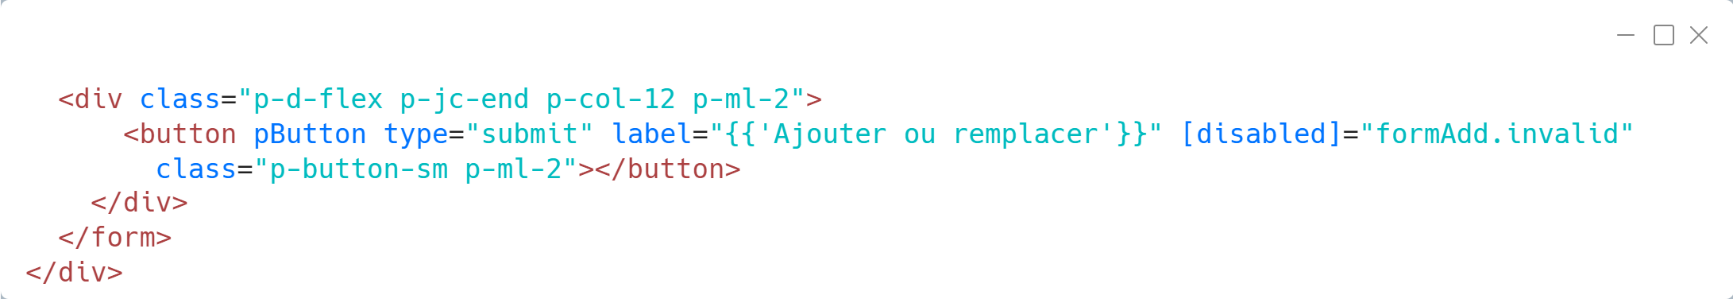 <div class="p-d-flex p-jc-end p-col-12 p-ml-2">
<button pButton type="submit" label="{{'Ajouter ou remplacer'}}" [disabled]="formAdd.invalid"
class="p-button-sm p-ml-2"></button>
</div>
</form>
</div>